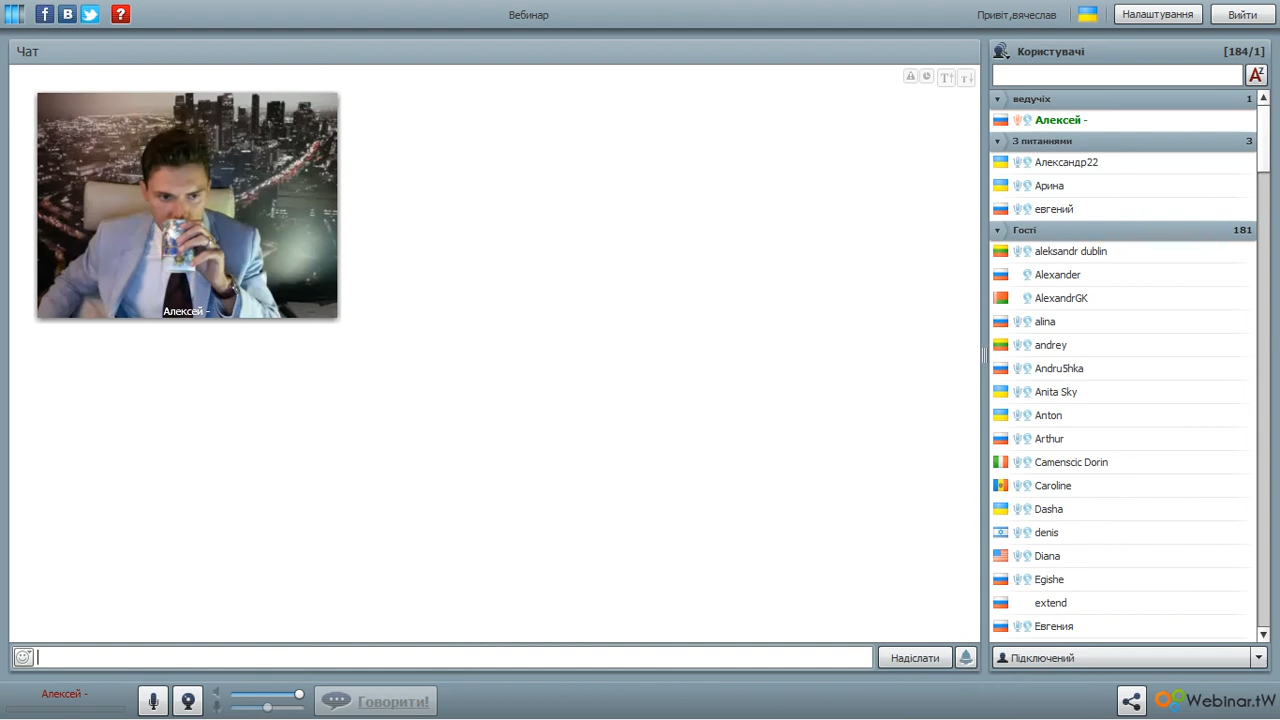 f B ?
Вебинар
Привіт,вячеслав
Налаштування
Вийти
Чат
T↑ T↓
Алексей -
Користувачі [184/1]
AZ
ведучіх 1
Алексей -
З питаннями 3
Александр22
Арина
евгений
Гості 181
aleksandr dublin
Alexander
AlexandrGK
alina
andrey
Andru5hka
Anita Sky
Anton
Arthur
Camenscic Dorin
Caroline
Dasha
denis
Diana
Egishe
extend
Евгения
Надіслати
Підключений
Алексей -
Говорити!
Webinar.tW